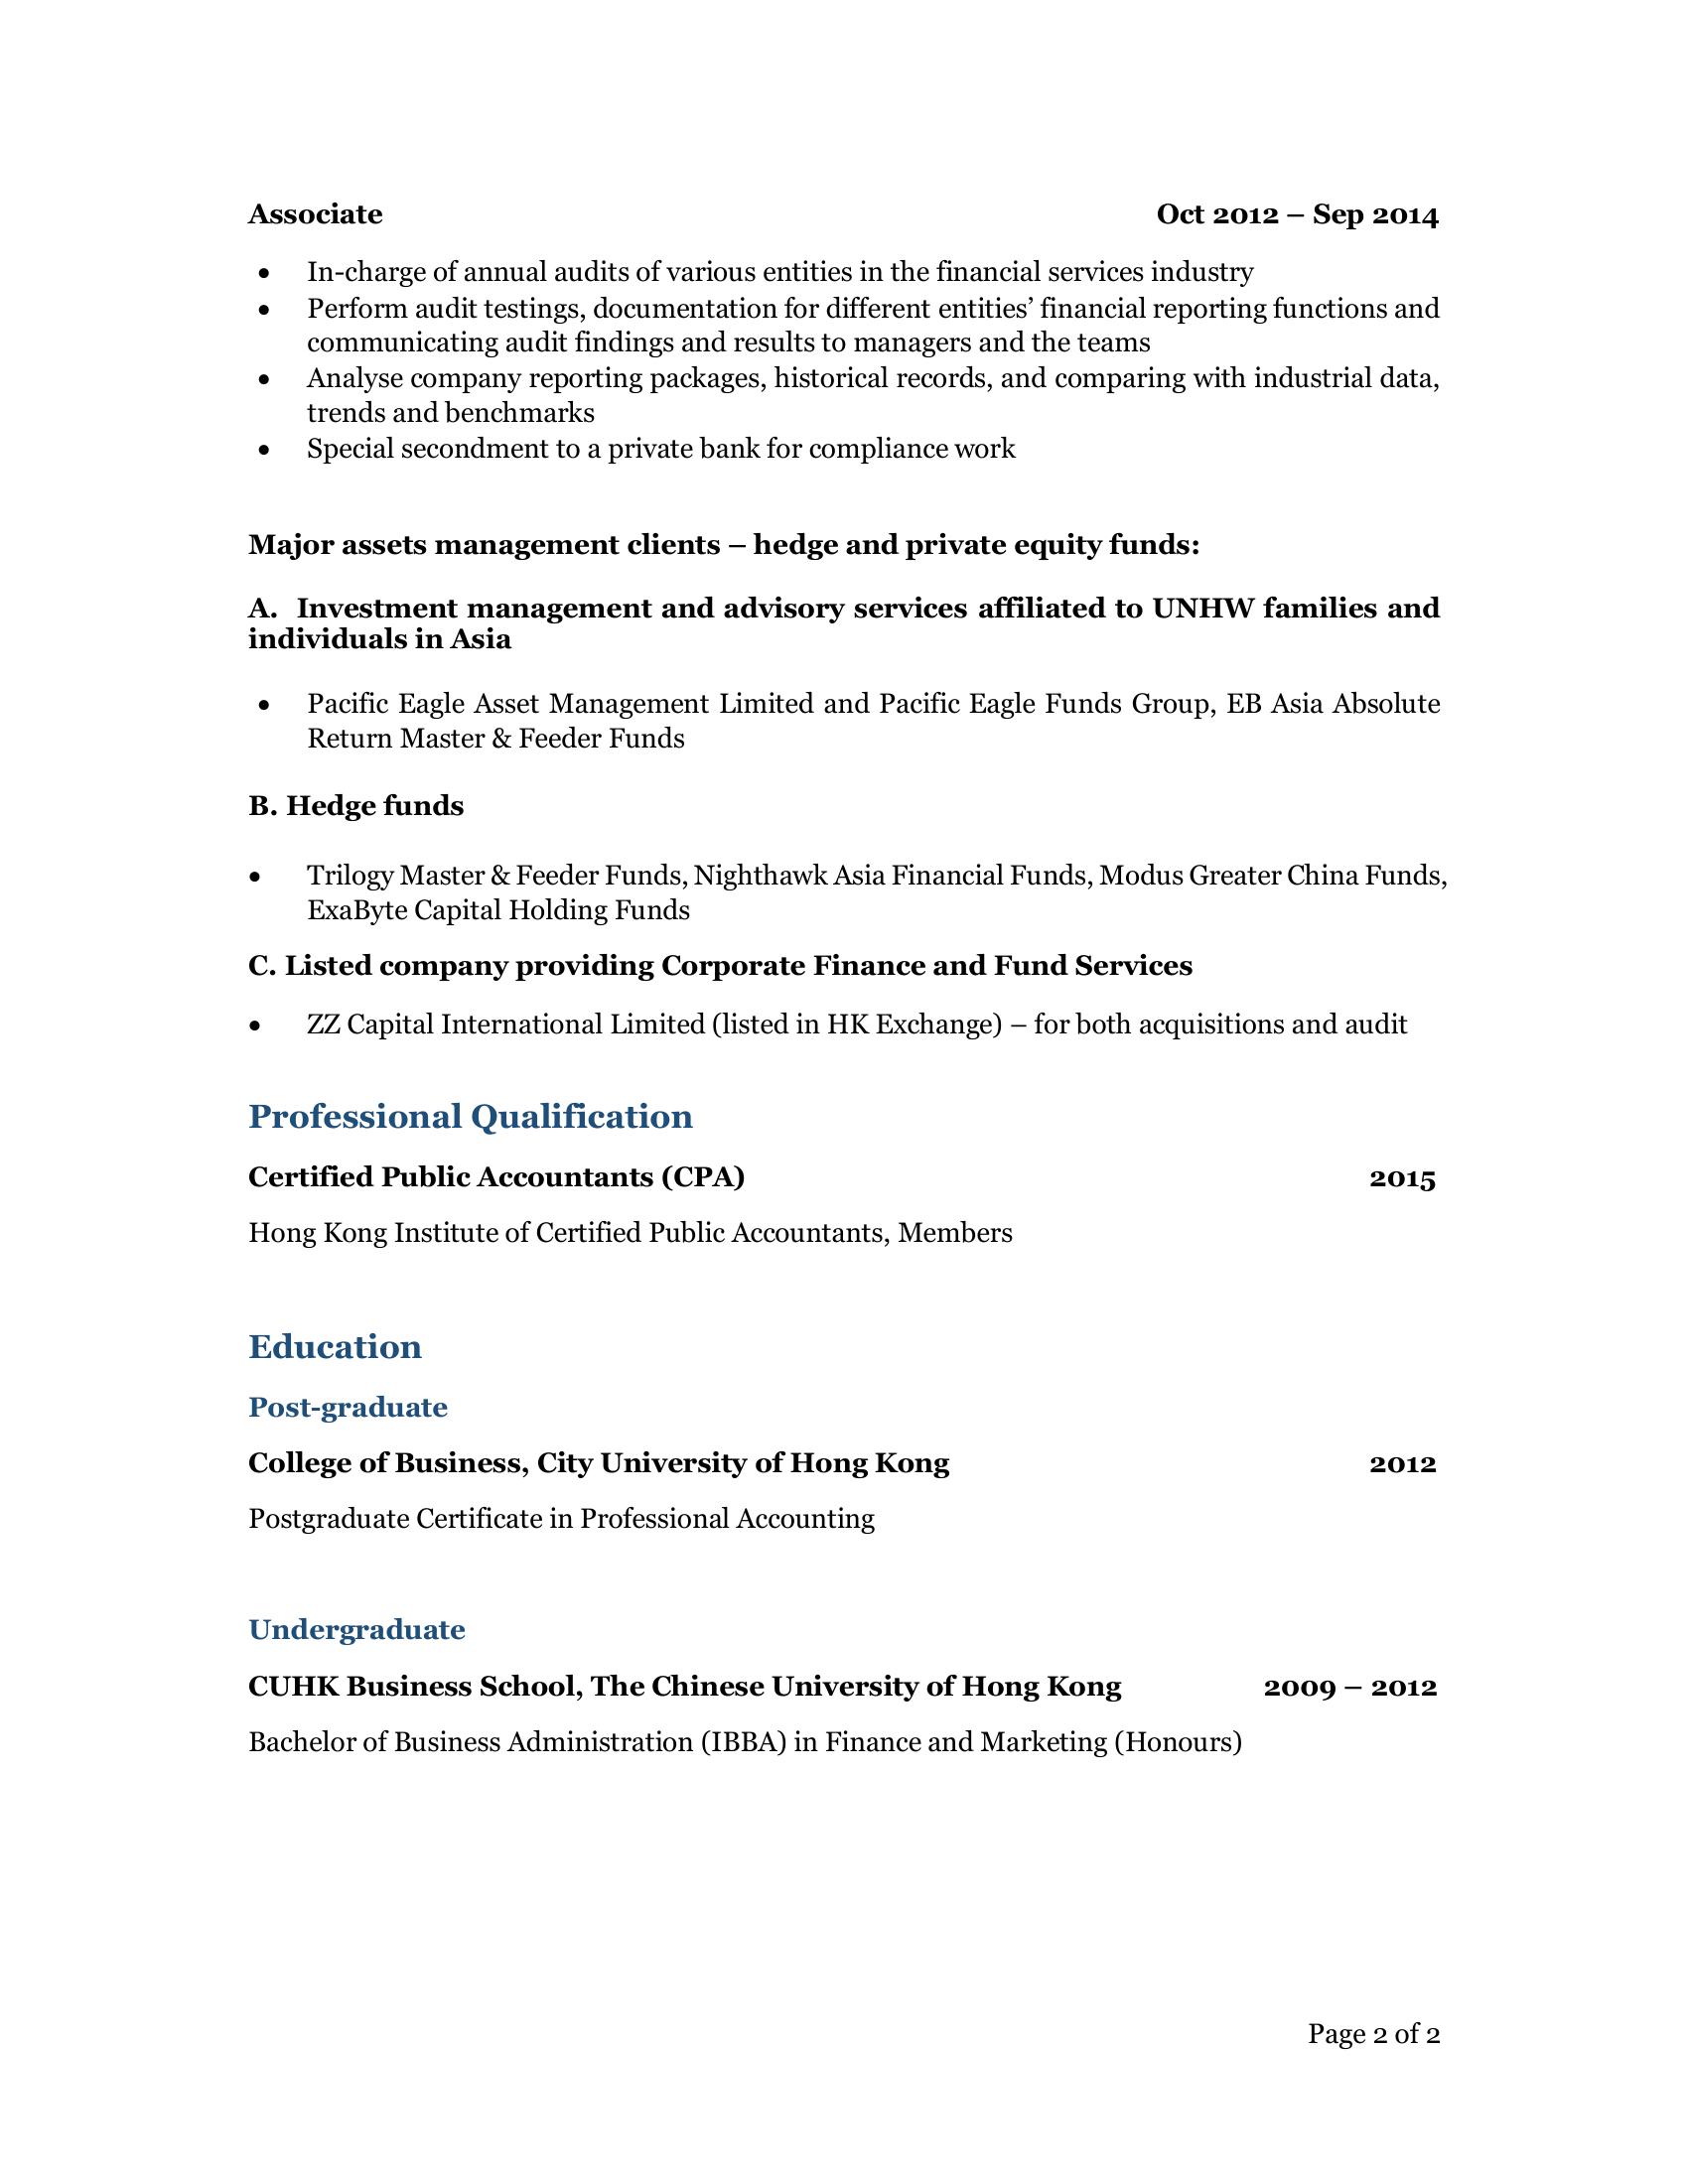 Associate Oct 2012 – Sep 2014
• In-charge of annual audits of various entities in the financial services industry
• Perform audit testings, documentation for different entities’ financial reporting functions and
communicating audit findings and results to managers and the teams
• Analyse company reporting packages, historical records, and comparing with industrial data,
trends and benchmarks
• Special secondment to a private bank for compliance work
Major assets management clients – hedge and private equity funds:
A. Investment management and advisory services affiliated to UNHW families and
individuals in Asia
• Pacific Eagle Asset Management Limited and Pacific Eagle Funds Group, EB Asia Absolute
Return Master & Feeder Funds
B. Hedge funds
• Trilogy Master & Feeder Funds, Nighthawk Asia Financial Funds, Modus Greater China Funds,
ExaByte Capital Holding Funds
C. Listed company providing Corporate Finance and Fund Services
• ZZ Capital International Limited (listed in HK Exchange) – for both acquisitions and audit
Professional Qualification
Certified Public Accountants (CPA) 2015
Hong Kong Institute of Certified Public Accountants, Members
Education
Post-graduate
College of Business, City University of Hong Kong 2012
Postgraduate Certificate in Professional Accounting
Undergraduate
CUHK Business School, The Chinese University of Hong Kong 2009 – 2012
Bachelor of Business Administration (IBBA) in Finance and Marketing (Honours)
Page 2 of 2